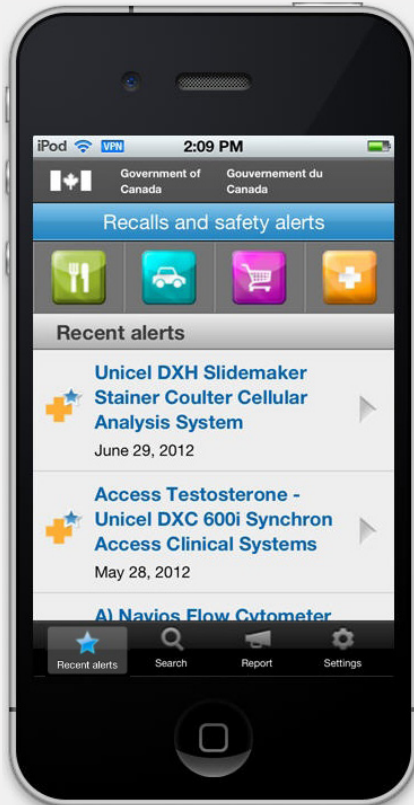 iPod VPN 2:09 PM
Government of Canada
Gouvernement du Canada
Recalls and safety alerts
Recent alerts
Unicel DXH Slidemaker
Stainer Coulter Cellular
Analysis System
June 29, 2012
Access Testosterone -
Unicel DXC 600i Synchron
Access Clinical Systems
May 28, 2012
A) Navios Flow Cytometer
Recent alerts Search Report Settings